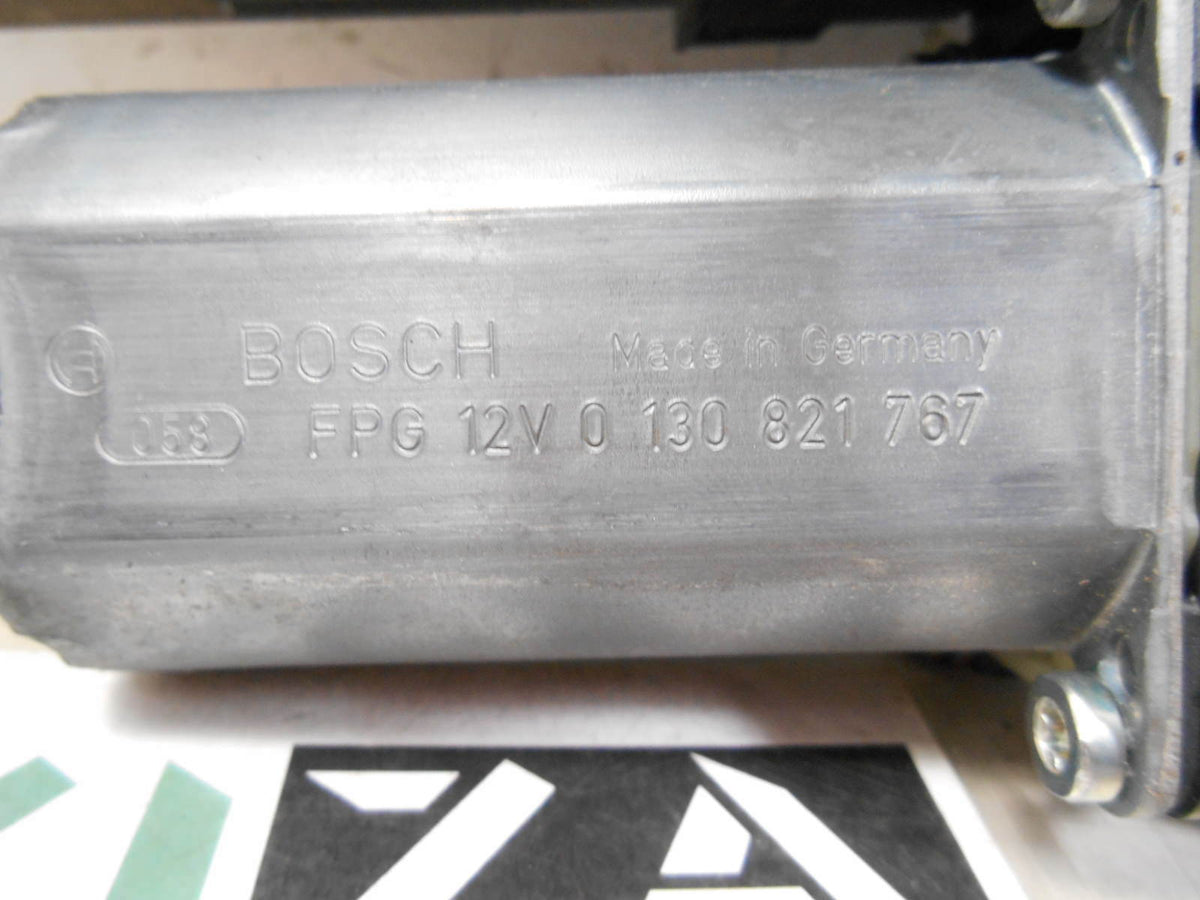 BOSCH Made in Germany
058 FPG 12V 0 130 821 767